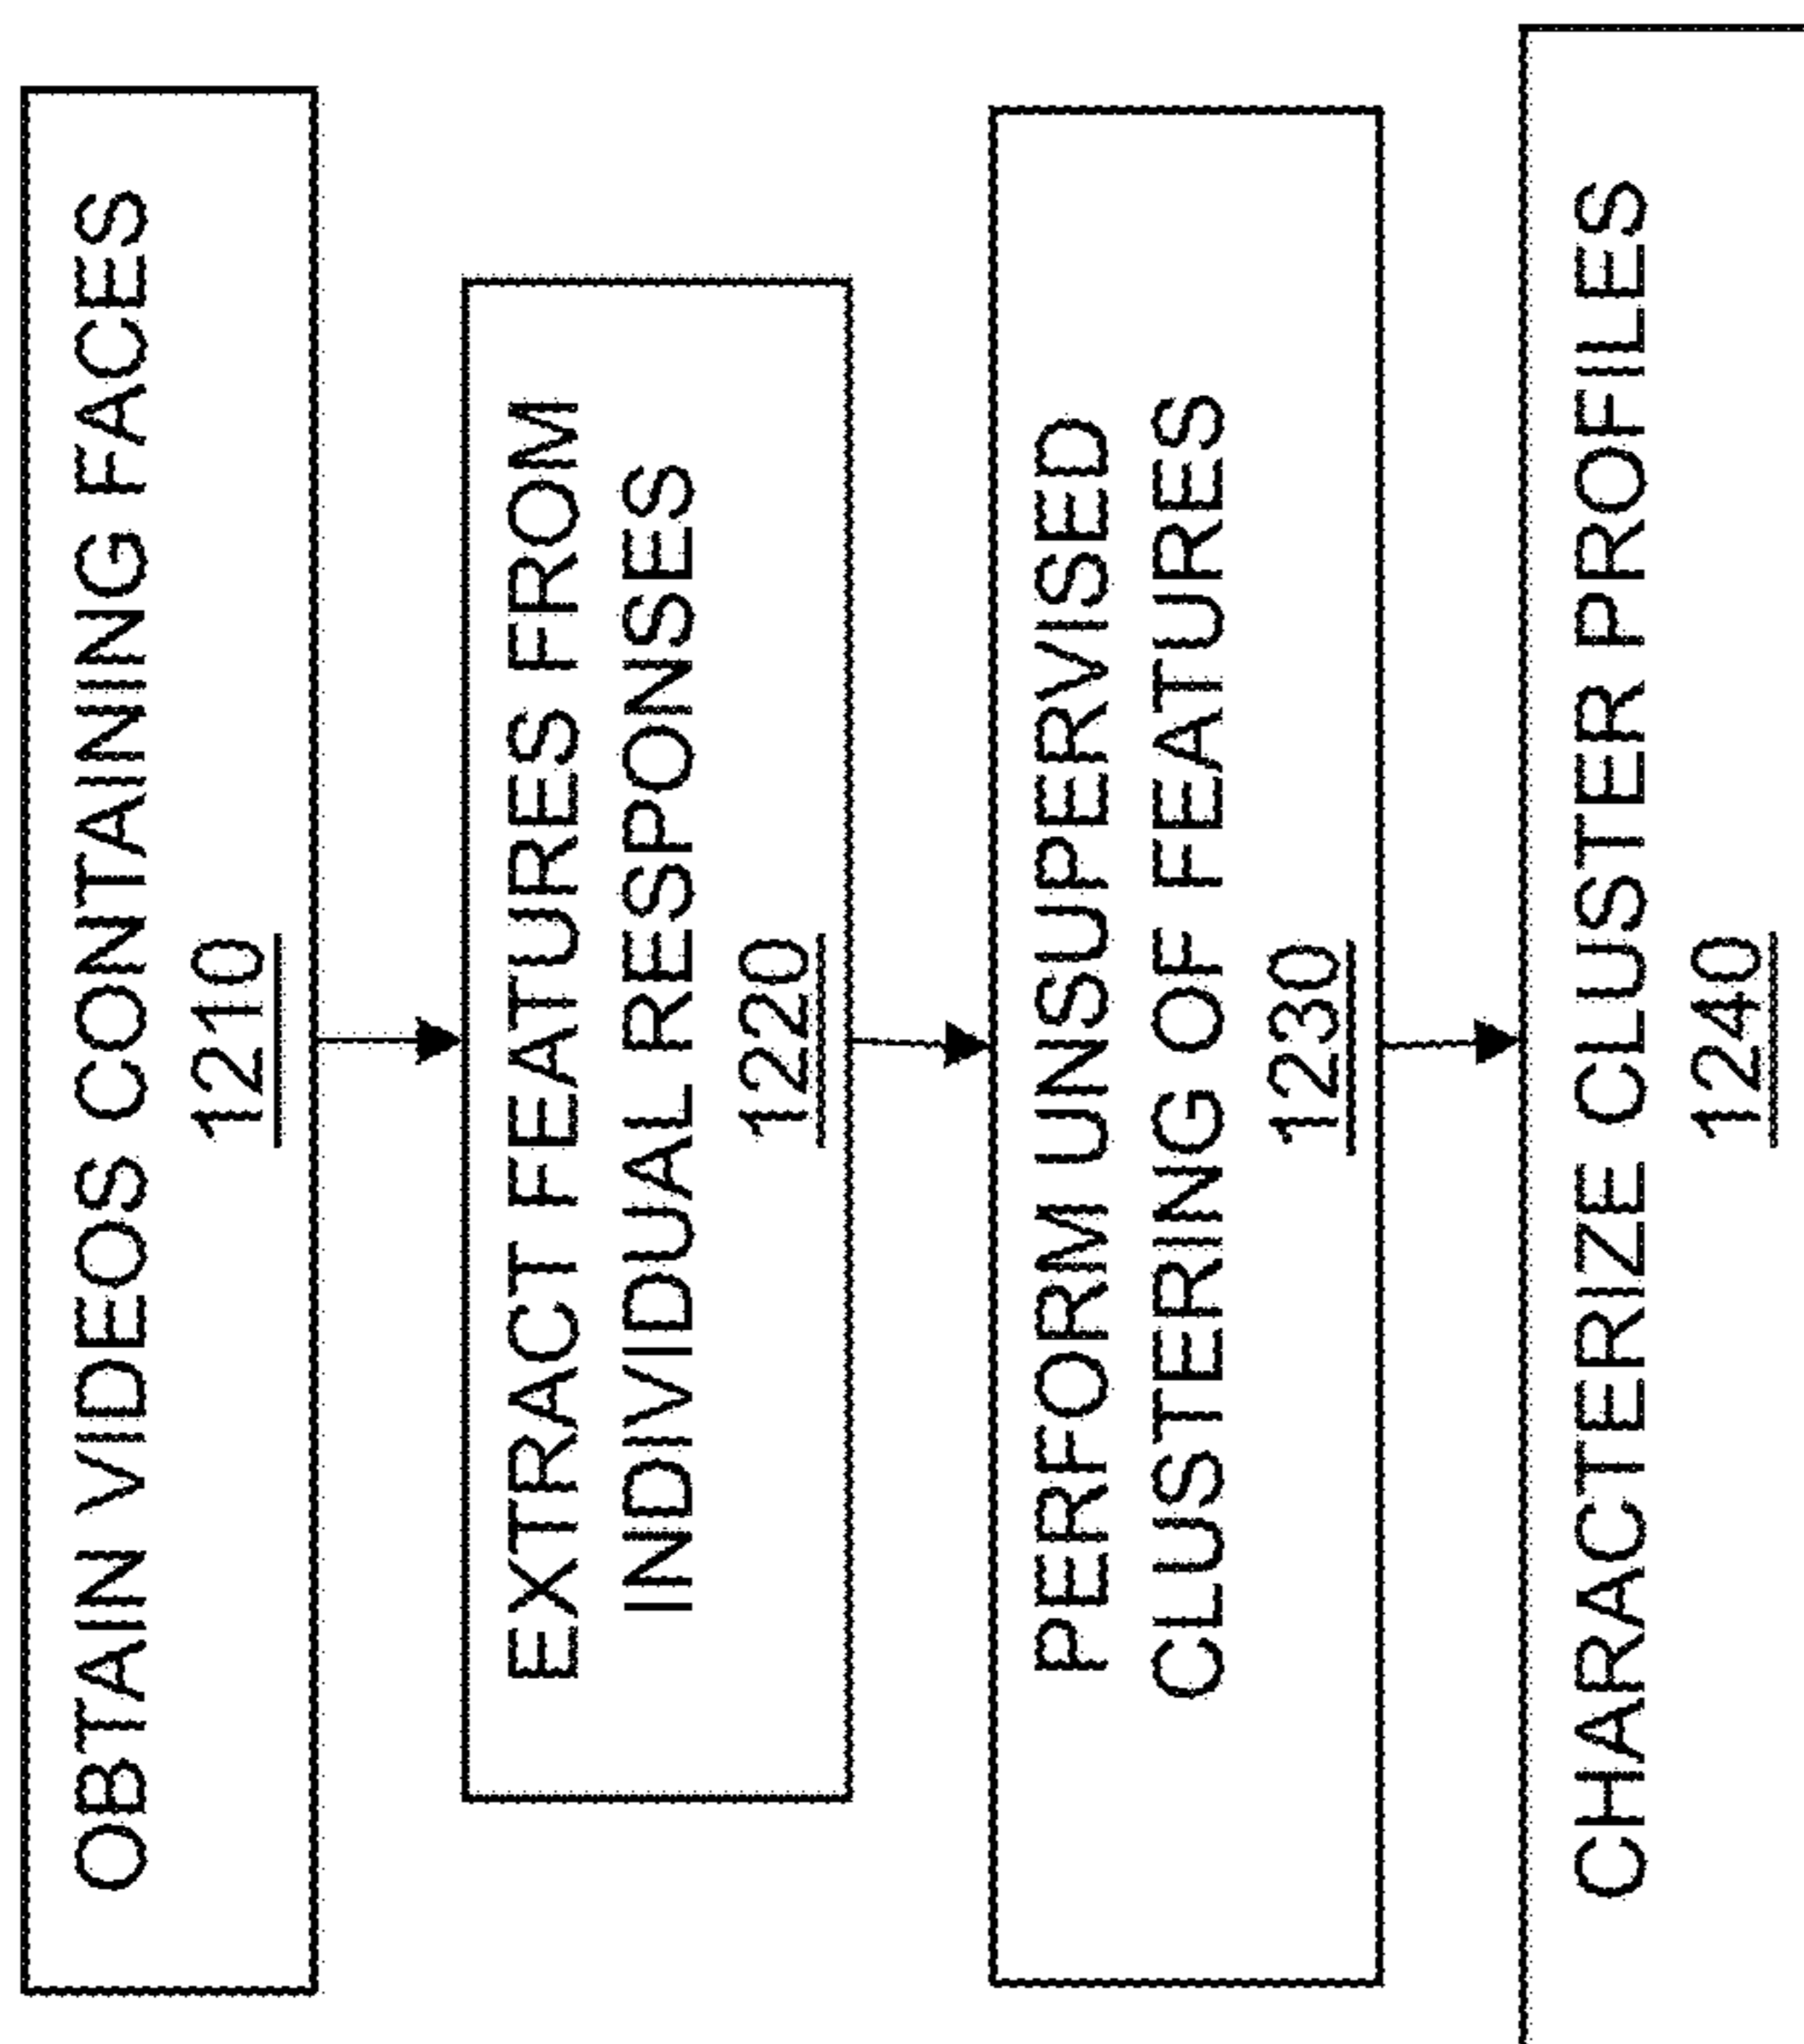 OBTAIN VIDEOS CONTAINING FACES
1210
EXTRACT FEATURES FROM
INDIVIDUAL RESPONSES
1220
PERFORM UNSUPERVISED
CLUSTERING OF FEATURES
1230
CHARACTERIZE CLUSTER PROFILES
1240